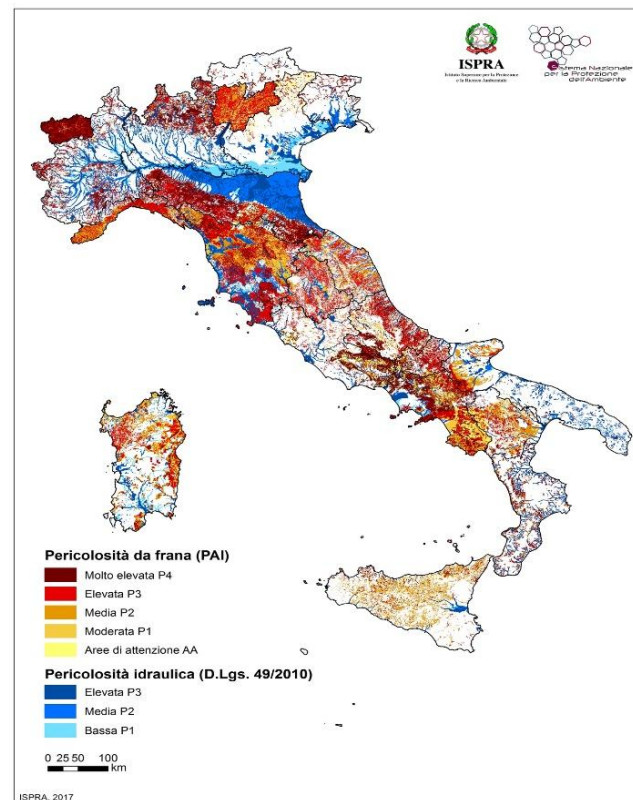 ISPRA
Istituto Superiore per la Protezione
e la Ricerca Ambientale
Sistema Nazionale
per la Protezione
dell'Ambiente
Pericolosità da frana (PAI)
Molto elevata P4
Elevata P3
Media P2
Moderata P1
Aree di attenzione AA
Pericolosità idraulica (D.Lgs. 49/2010)
Elevata P3
Media P2
Bassa P1
0 25 50 100
km
ISPRA, 2017